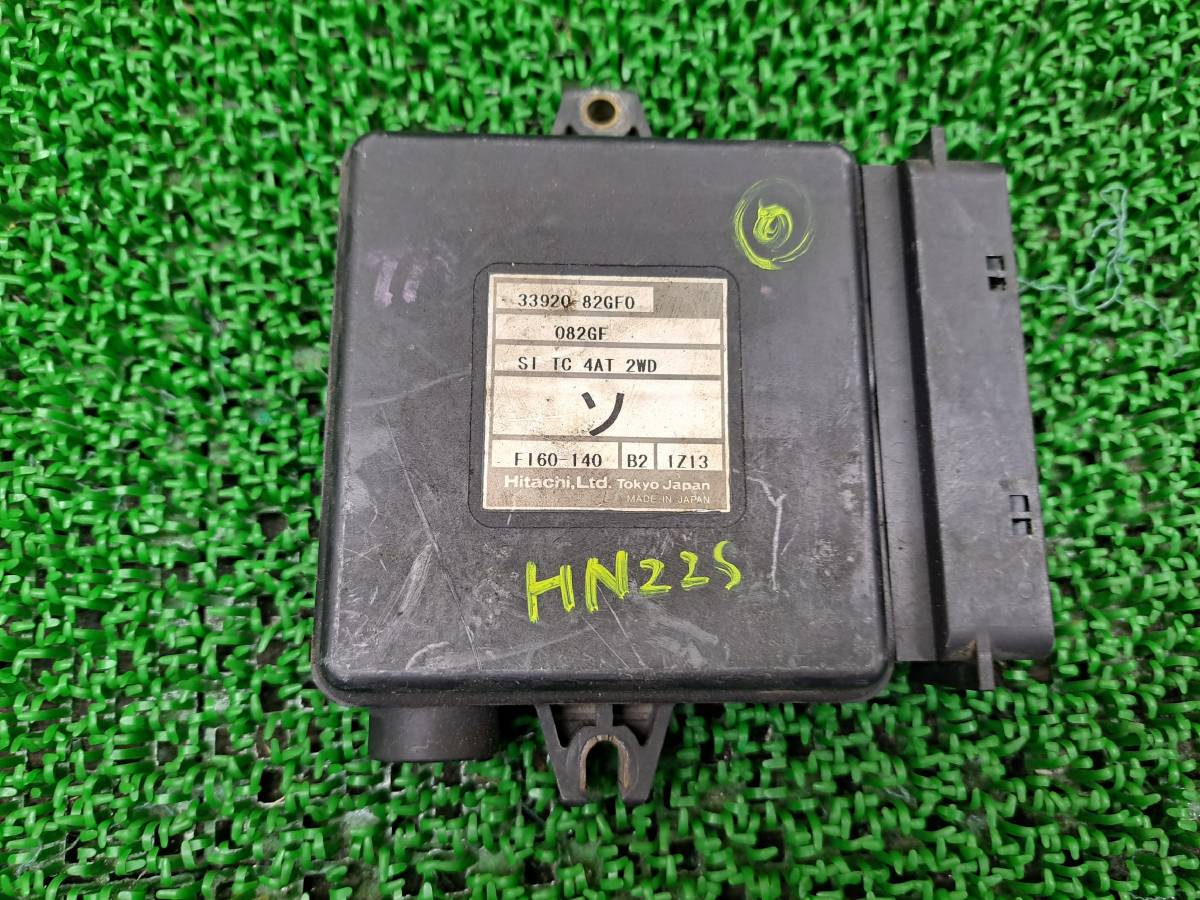 33920-82GF0
082GF
SI TC 4AT 2WD
ソ
FI60-140 B2 1Z13
Hitachi, Ltd. Tokyo Japan
MADE IN JAPAN
HN22S